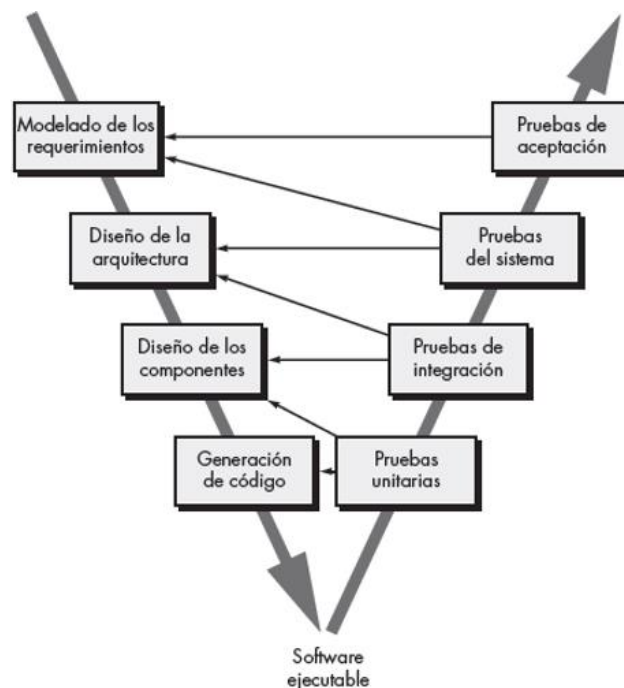 Modelado de los
requerimientos
Pruebas de
aceptación
Diseño de la
arquitectura
Pruebas
del sistema
Diseño de los
componentes
Pruebas de
integración
Generación
de código
Pruebas
unitarias
Software
ejecutable